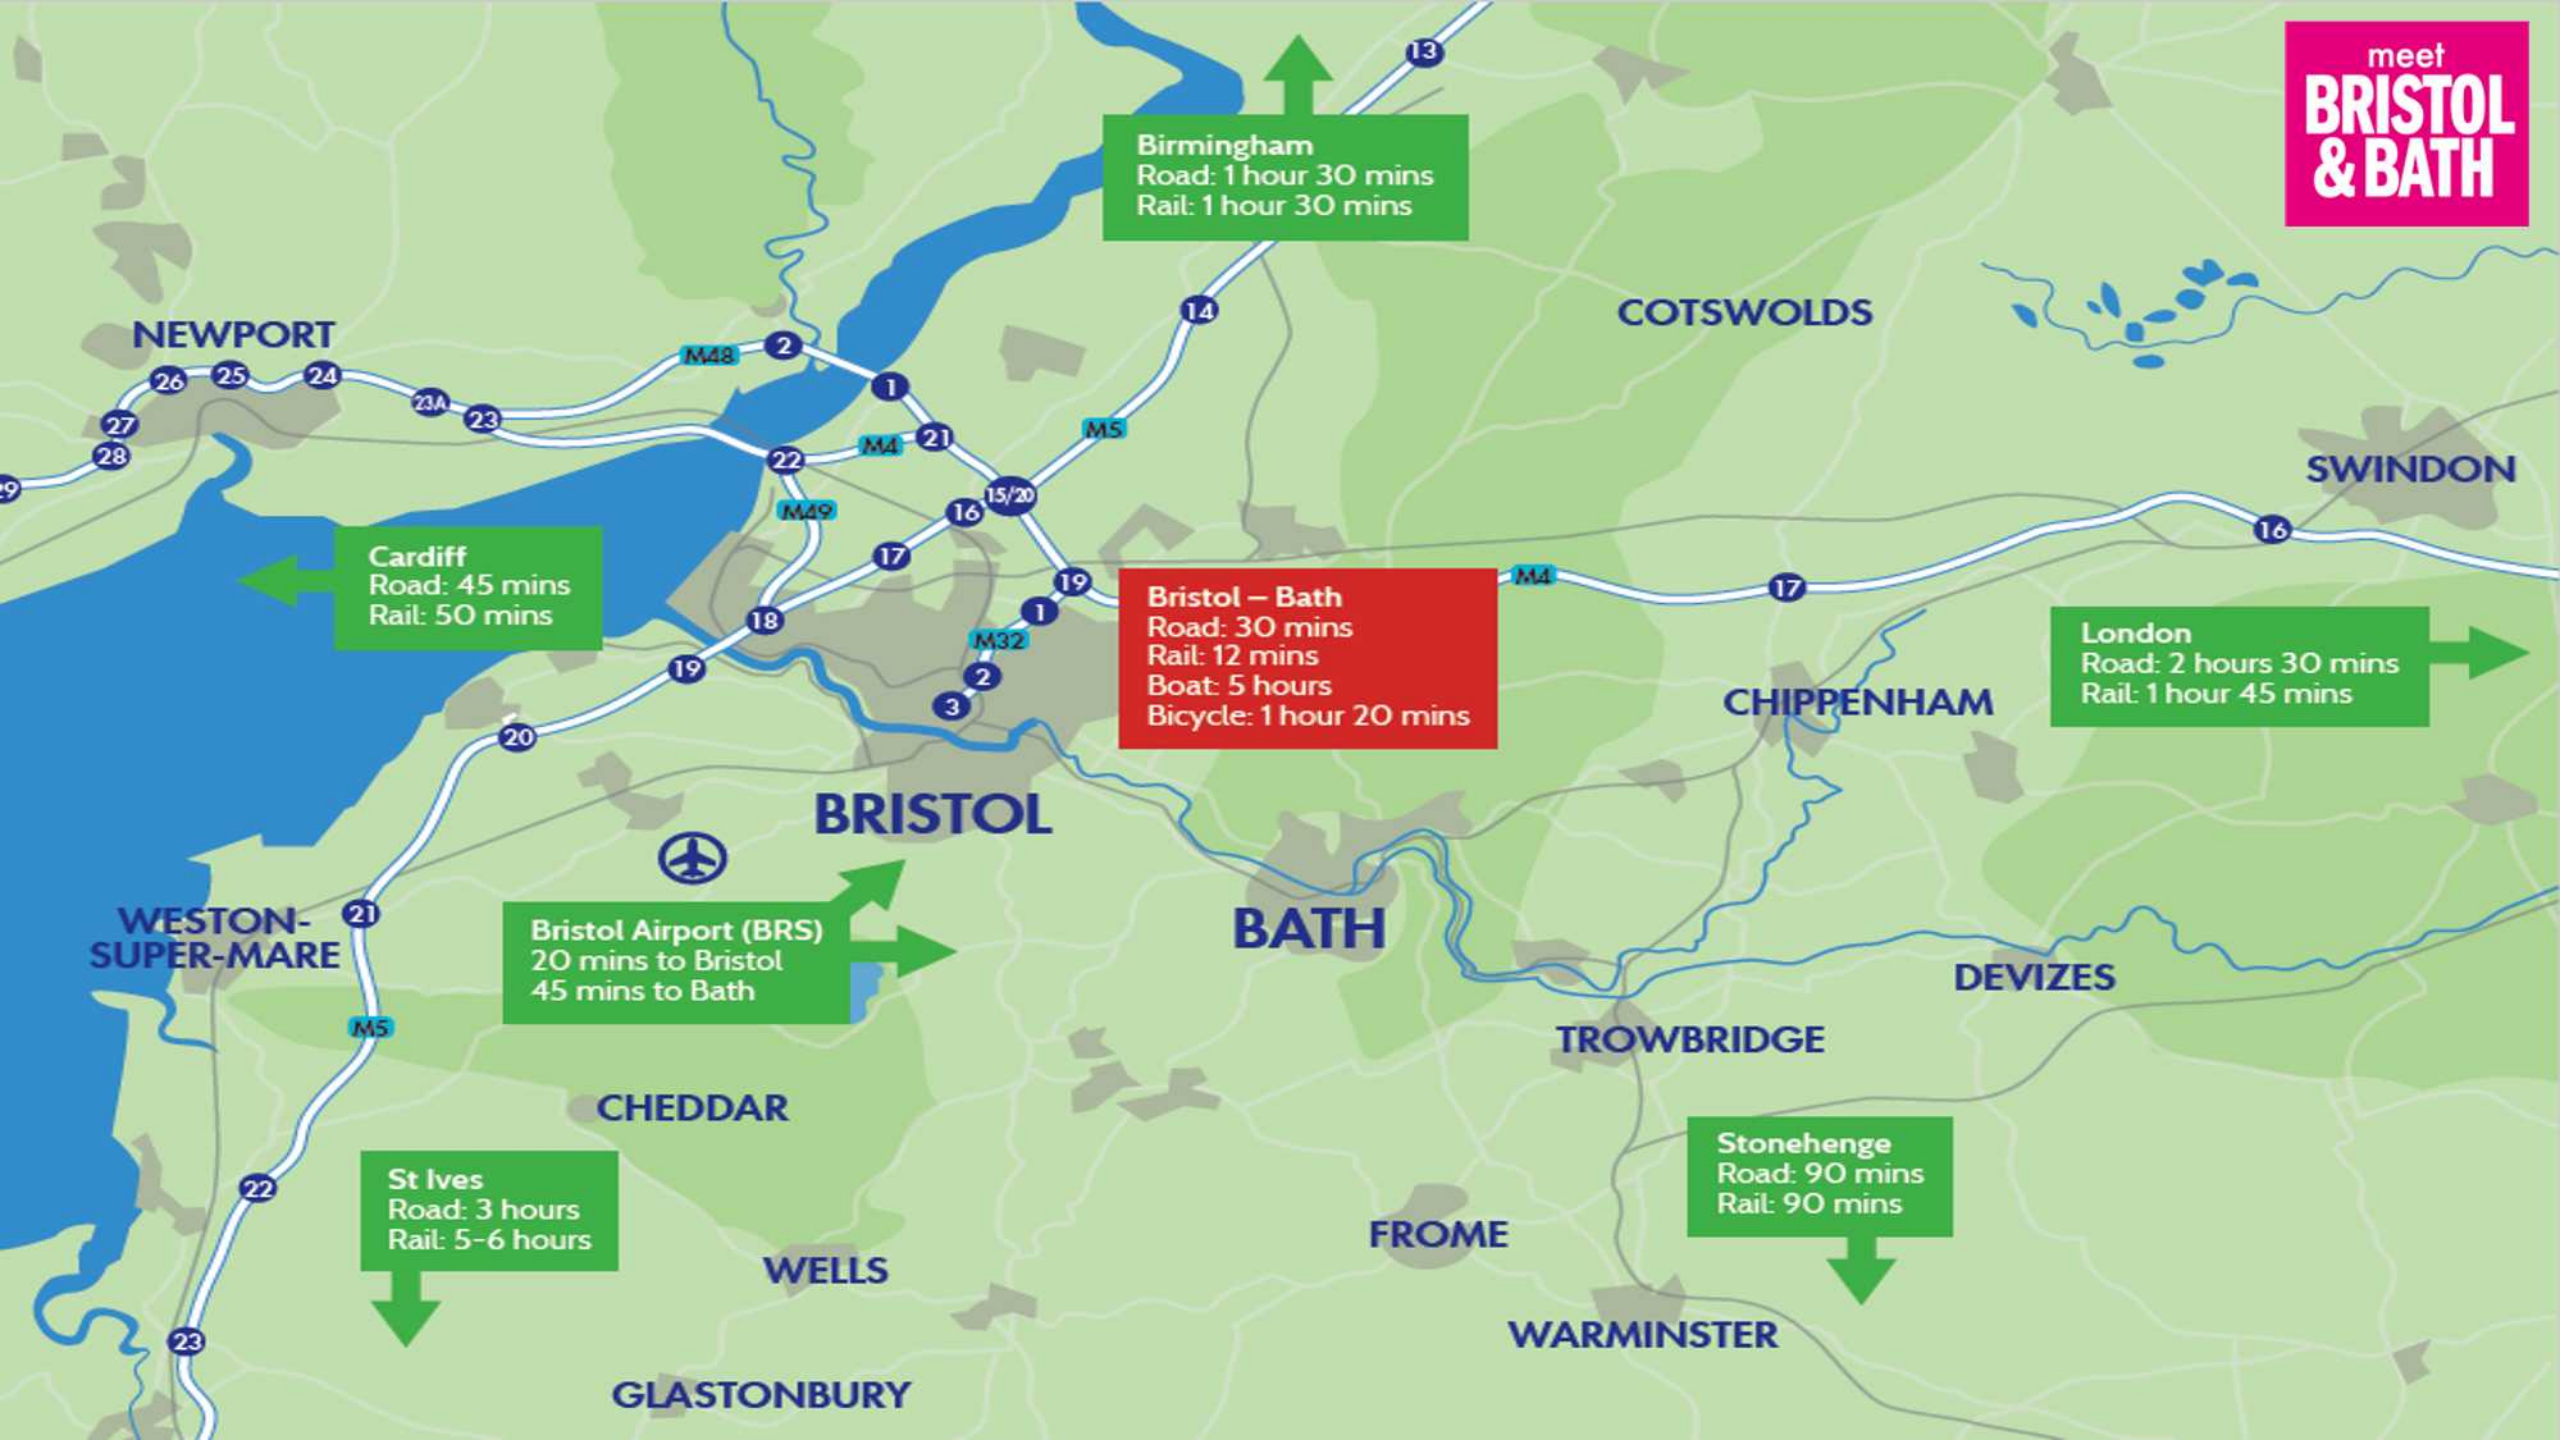 meet
BRISTOL
& BATH
13
Birmingham
Road: 1 hour 30 mins
Rail: 1 hour 30 mins
14
COTSWOLDS
NEWPORT
M48
2
26
25
24
23A
23
1
27
28
29
22
M4
21
M5
SWINDON
M49
15/20
16
17
19
1
18
M32
2
3
19
20
Cardiff
Road: 45 mins
Rail: 50 mins
Bristol – Bath
Road: 30 mins
Rail: 12 mins
Boat: 5 hours
Bicycle: 1 hour 20 mins
M4
17
16
London
Road: 2 hours 30 mins
Rail: 1 hour 45 mins
CHIPPENHAM
BRISTOL
BATH
WESTON-
SUPER-MARE
21
Bristol Airport (BRS)
20 mins to Bristol
45 mins to Bath
M5
DEVIZES
TROWBRIDGE
CHEDDAR
St Ives
Road: 3 hours
Rail: 5-6 hours
22
Stonehenge
Road: 90 mins
Rail: 90 mins
FROME
WELLS
23
WARMINSTER
GLASTONBURY